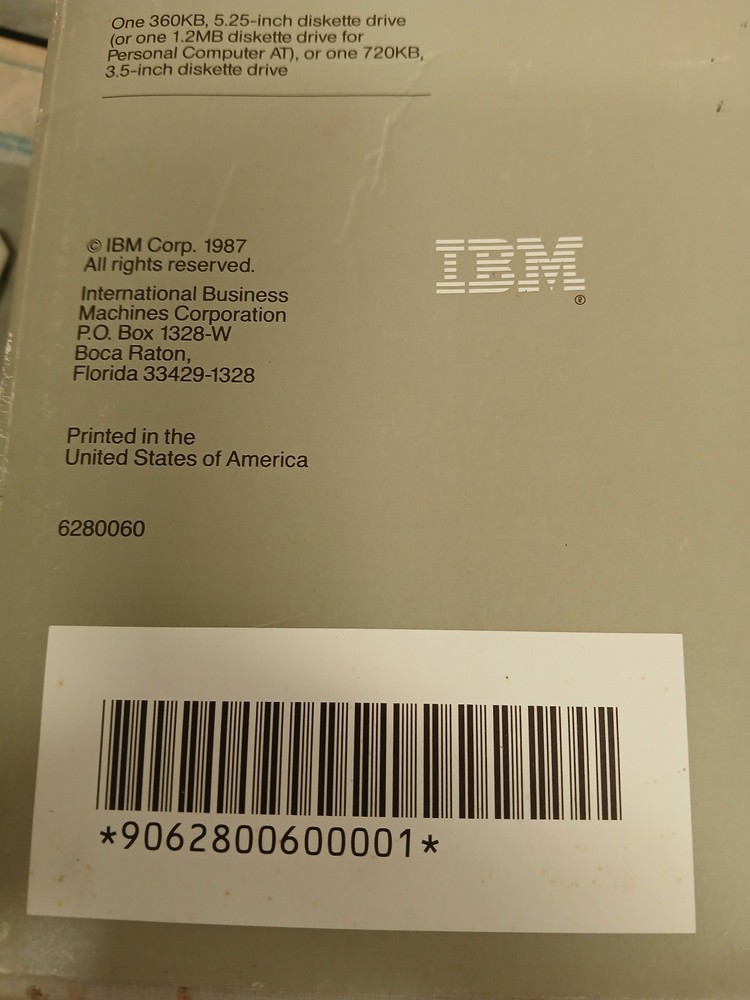 One 360KB, 5.25-inch diskette drive
(or one 1.2MB diskette drive for
Personal Computer AT), or one 720KB,
3.5-inch diskette drive
© IBM Corp. 1987
All rights reserved.
International Business
Machines Corporation
P.O. Box 1328-W
Boca Raton,
Florida 33429-1328
IBM®
Printed in the
United States of America
6280060
*9062800600001*